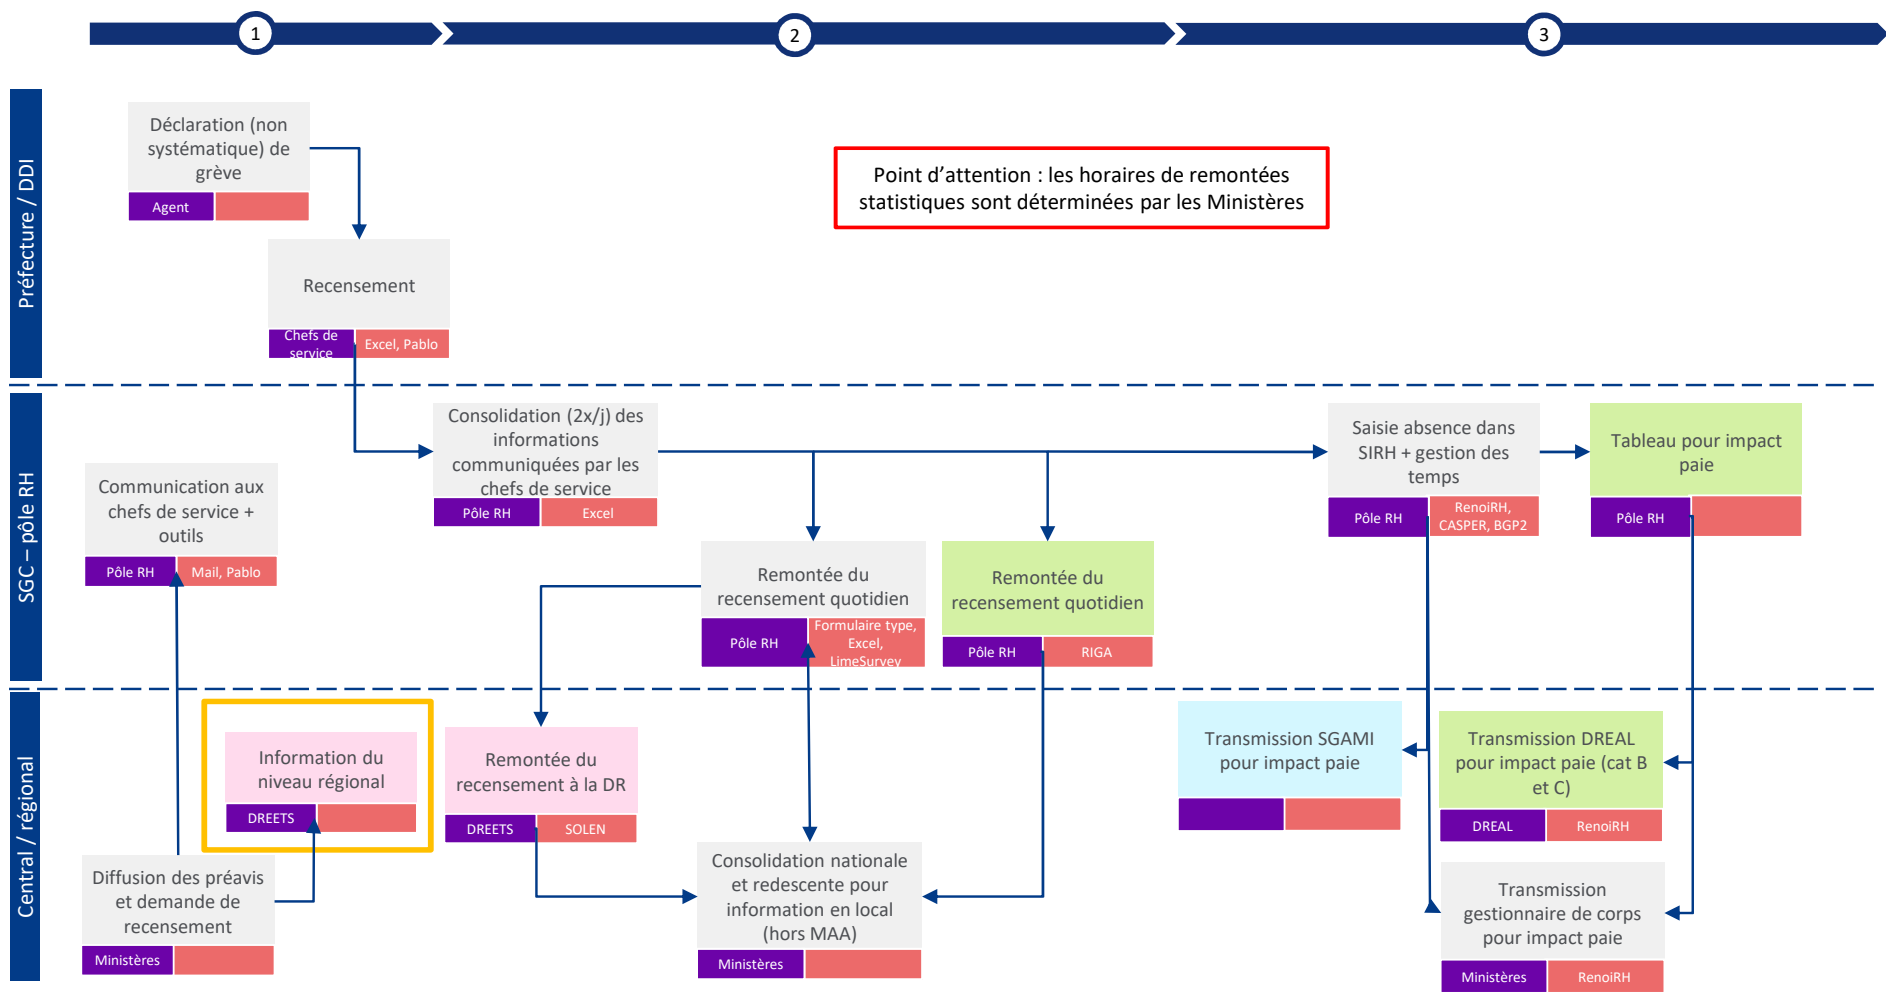 1
2
3
Préfecture / DDI
Déclaration (non
systématique) de
grève
Agent
Point d'attention : les horaires de remontées
statistiques sont déterminées par les Ministères
Recensement
Chefs de
service
Excel, Pablo
SGC – pôle RH
Communication aux
chefs de service +
outils
Pôle RH
Mail, Pablo
Consolidation (2x/j) des
informations
communiquées par les
chefs de service
Pôle RH
Excel
Remontée du
recensement quotidien
Pôle RH
Formulaire type,
Excel,
LimeSurvey
Remontée du
recensement quotidien
Pôle RH
RIGA
Saisie absence dans
SIRH + gestion des
temps
Pôle RH
RenoiRH,
CASPER, BGP2
Tableau pour impact
paie
Pôle RH
Central / régional
Diffusion des préavis
et demande de
recensement
Ministères
Information du
niveau régional
DREETS
Remontée du
recensement à la DR
DREETS
SOLEN
Consolidation nationale
et redescente pour
information en local
(hors MAA)
Ministères
Transmission SGAMI
pour impact paie
Transmission DREAL
pour impact paie (cat B
et C)
DREAL
RenoiRH
Transmission
gestionnaire de corps
pour impact paie
Ministères
RenoiRH